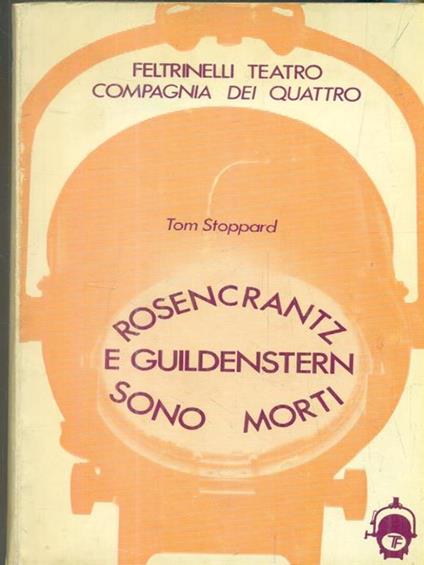 FELTRINELLI TEATRO
COMPAGNIA DEI QUATTRO
Tom Stoppard
ROSENCRANTZ
E GUILDENSTERN
SONO MORTI
TF